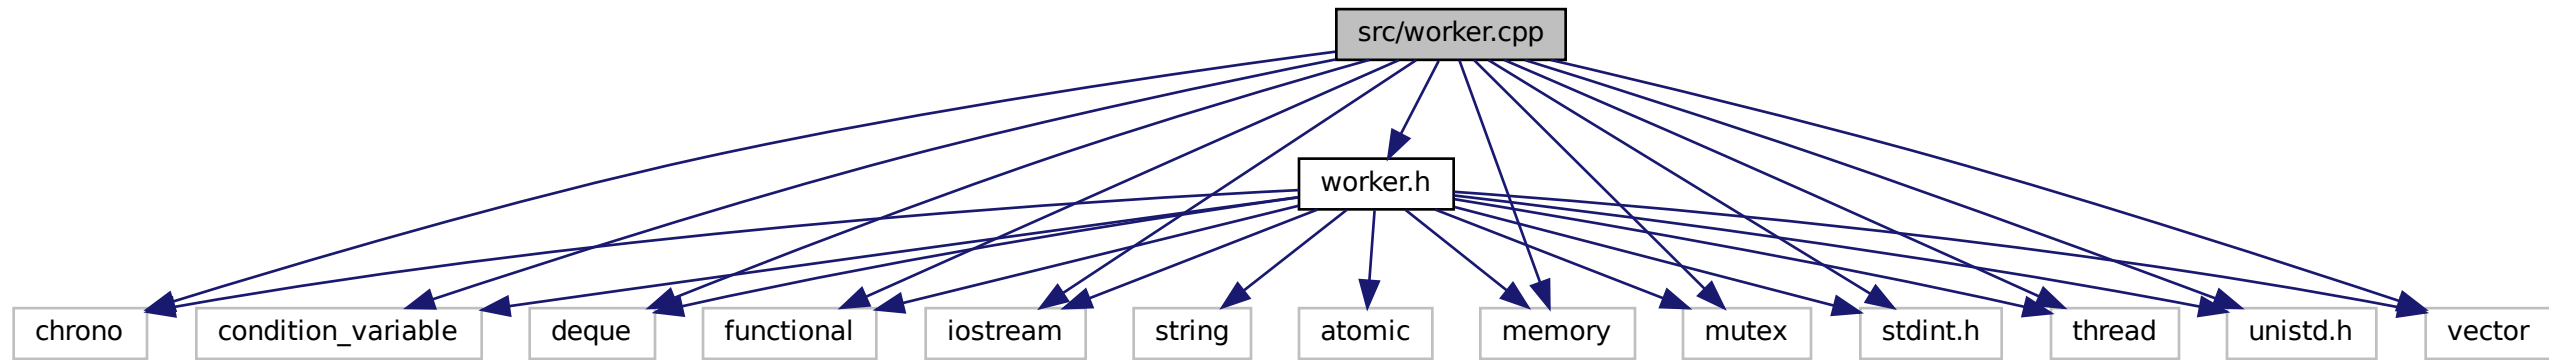 src/worker.cpp
worker.h
chrono
condition_variable
deque
functional
iostream
string
atomic
memory
mutex
stdint.h
thread
unistd.h
vector